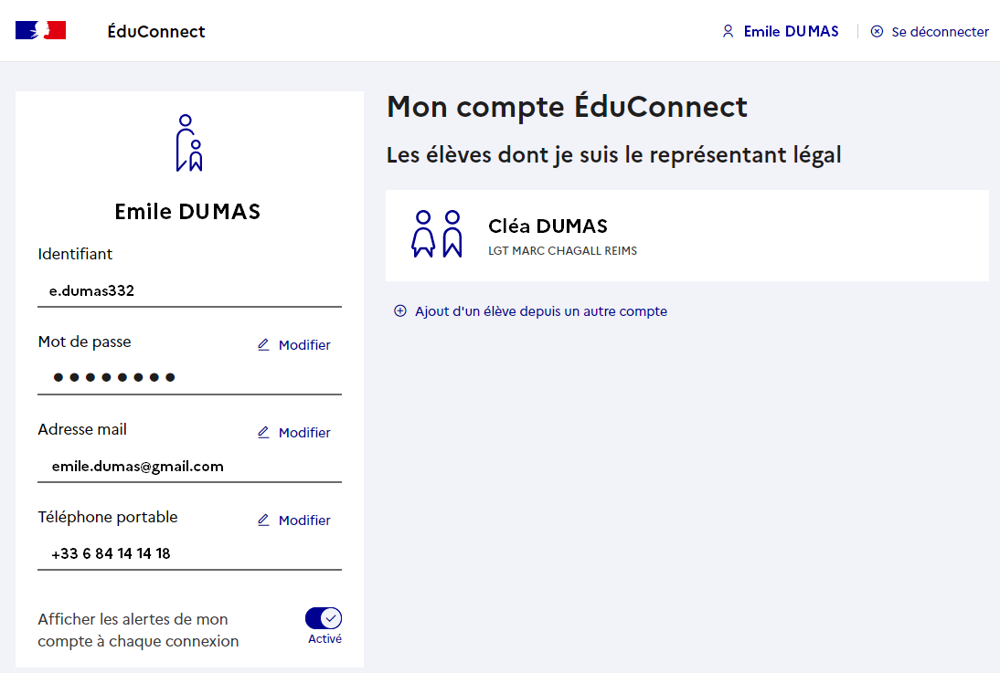 ÉduConnect
Emile DUMAS
Se déconnecter
Emile DUMAS
Identifiant
e.dumas332
Mot de passe
Modifier
●●●●●●●●
Adresse mail
Modifier
emile.dumas@gmail.com
Téléphone portable
Modifier
+33 6 84 14 14 18
Afficher les alertes de mon
compte à chaque connexion
Activé
Mon compte ÉduConnect
Les élèves dont je suis le représentant légal
Cléa DUMAS
LGT MARC CHAGALL REIMS
Ajout d'un élève depuis un autre compte